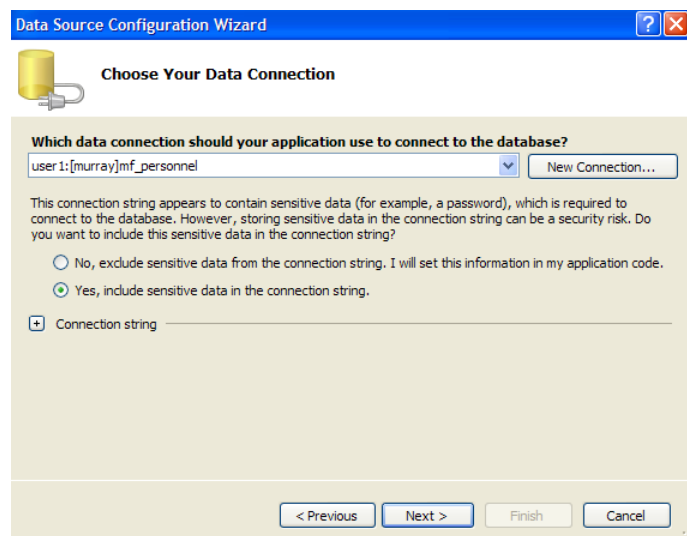 Data Source Configuration Wizard
Choose Your Data Connection
Which data connection should your application use to connect to the database?
user1:[murray]mf_personnel
New Connection...
This connection string appears to contain sensitive data (for example, a password), which is required to
connect to the database. However, storing sensitive data in the connection string can be a security risk. Do
you want to include this sensitive data in the connection string?
No, exclude sensitive data from the connection string. I will set this information in my application code.
Yes, include sensitive data in the connection string.
Connection string
< Previous
Next >
Finish
Cancel